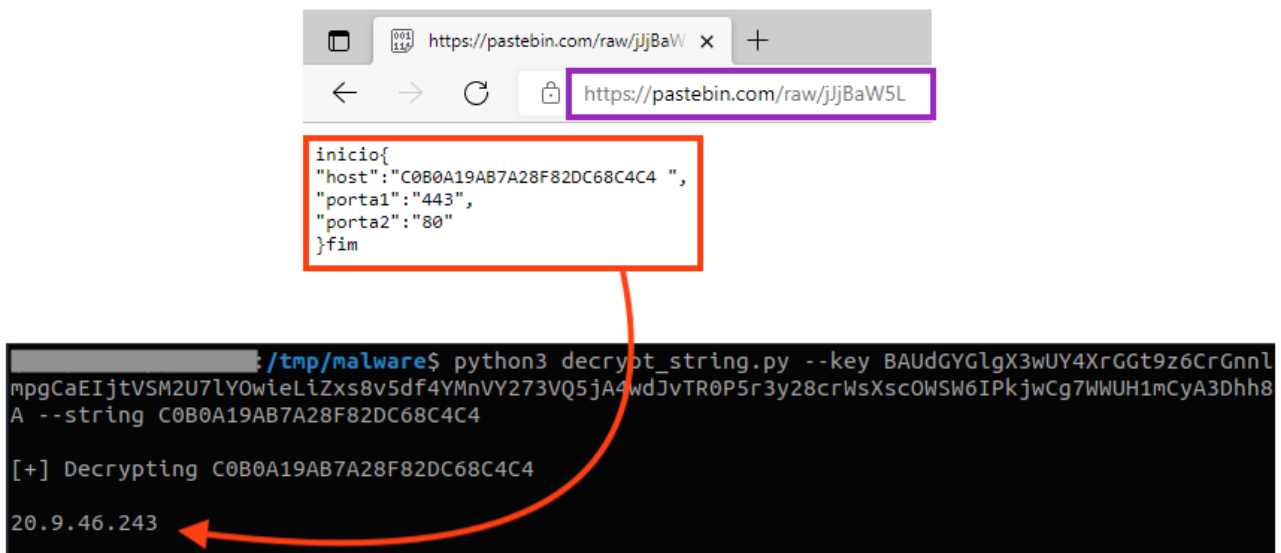 https://pastebin.com/raw/jJjBaW
https://pastebin.com/raw/jJjBaW5L
inicio{
"host":"C0B0A19AB7A28F82DC68C4C4 ",
"porta1":"443",
"porta2":"80"
}fim
:/tmp/malware$ python3 decrypt_string.py --key BAUdGYGlgX3wUY4XrGGt9z6CrGnnl
mpgCaEIjtVSM2U7lYOwieLiZxs8v5df4YMnVY273VQ5jA4wdJvTR0P5r3y28crWsXscOWSW6IPkjwCg7WWUH1mCyA3Dhh8
A --string C0B0A19AB7A28F82DC68C4C4
[+] Decrypting C0B0A19AB7A28F82DC68C4C4
20.9.46.243